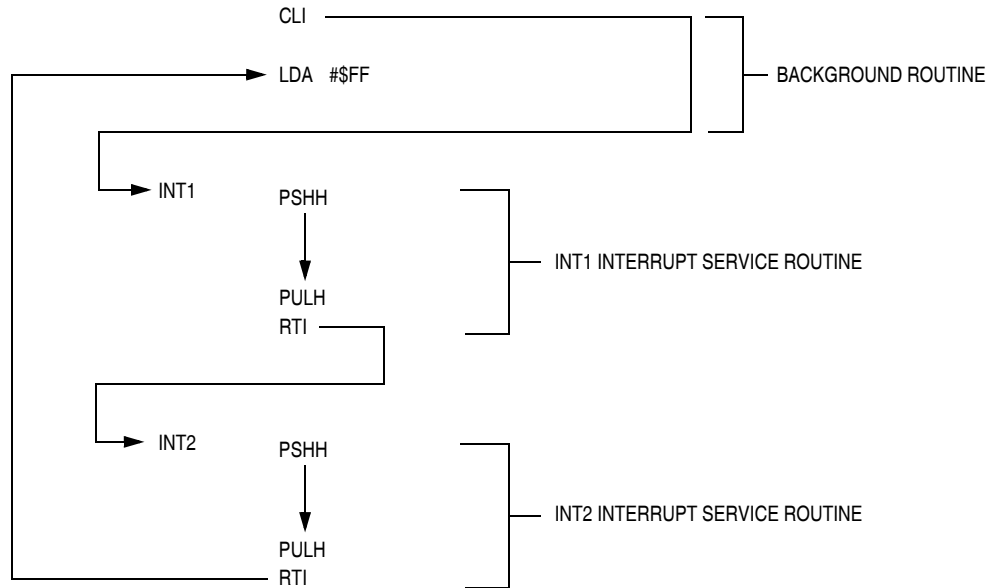 CLI
LDA #$FF
BACKGROUND ROUTINE
INT1
PSHH
INT1 INTERRUPT SERVICE ROUTINE
PULH
RTI
INT2
PSHH
INT2 INTERRUPT SERVICE ROUTINE
PULH
RTI